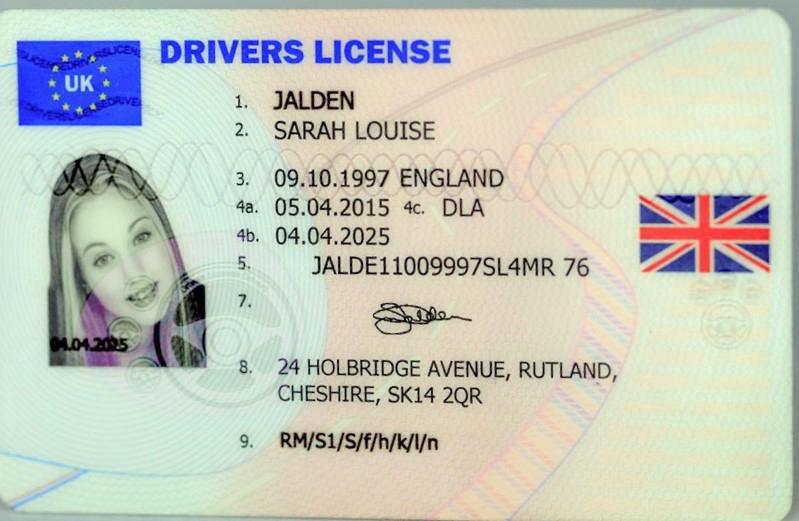 DRIVERS LICENSE
UK
1. JALDEN
2. SARAH LOUISE
3. 09.10.1997 ENGLAND
4a. 05.04.2015 4c. DLA
4b. 04.04.2025
5. JALDE11009997SL4MR 76
7.
04.04.2025
8. 24 HOLBRIDGE AVENUE, RUTLAND,
CHESHIRE, SK14 2QR
9. RM/S1/S/f/h/k/l/n